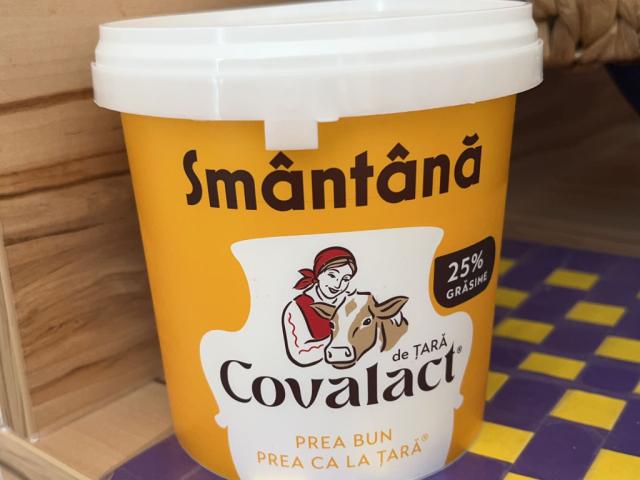 Smântână
25%
GRĂSIME
de ȚARĂ
Covalact®
PREA BUN
PREA CA LA ȚARĂ®